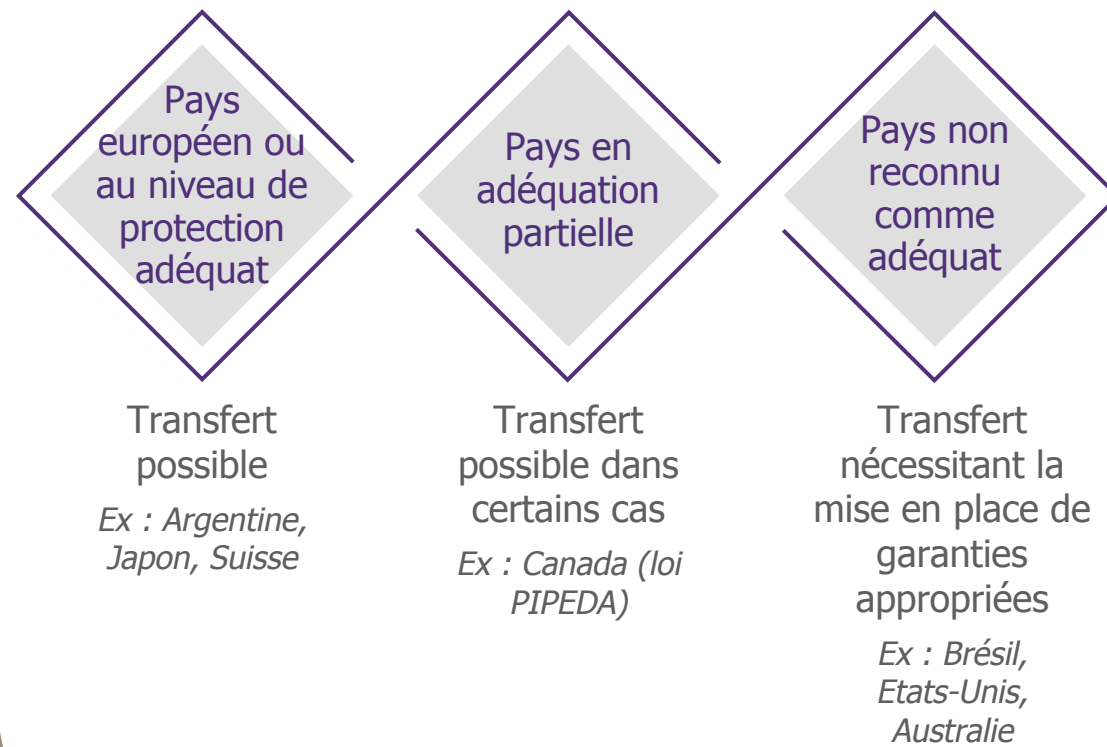 Pays
européen ou
au niveau de
protection
adéquat
Transfert
possible
Ex : Argentine,
Japon, Suisse
Pays en
adéquation
partielle
Transfert
possible dans
certains cas
Ex : Canada (loi
PIPEDA)
Pays non
reconnu
comme
adéquat
Transfert
nécessitant la
mise en place de
garanties
appropriées
Ex : Brésil,
Etats-Unis,
Australie